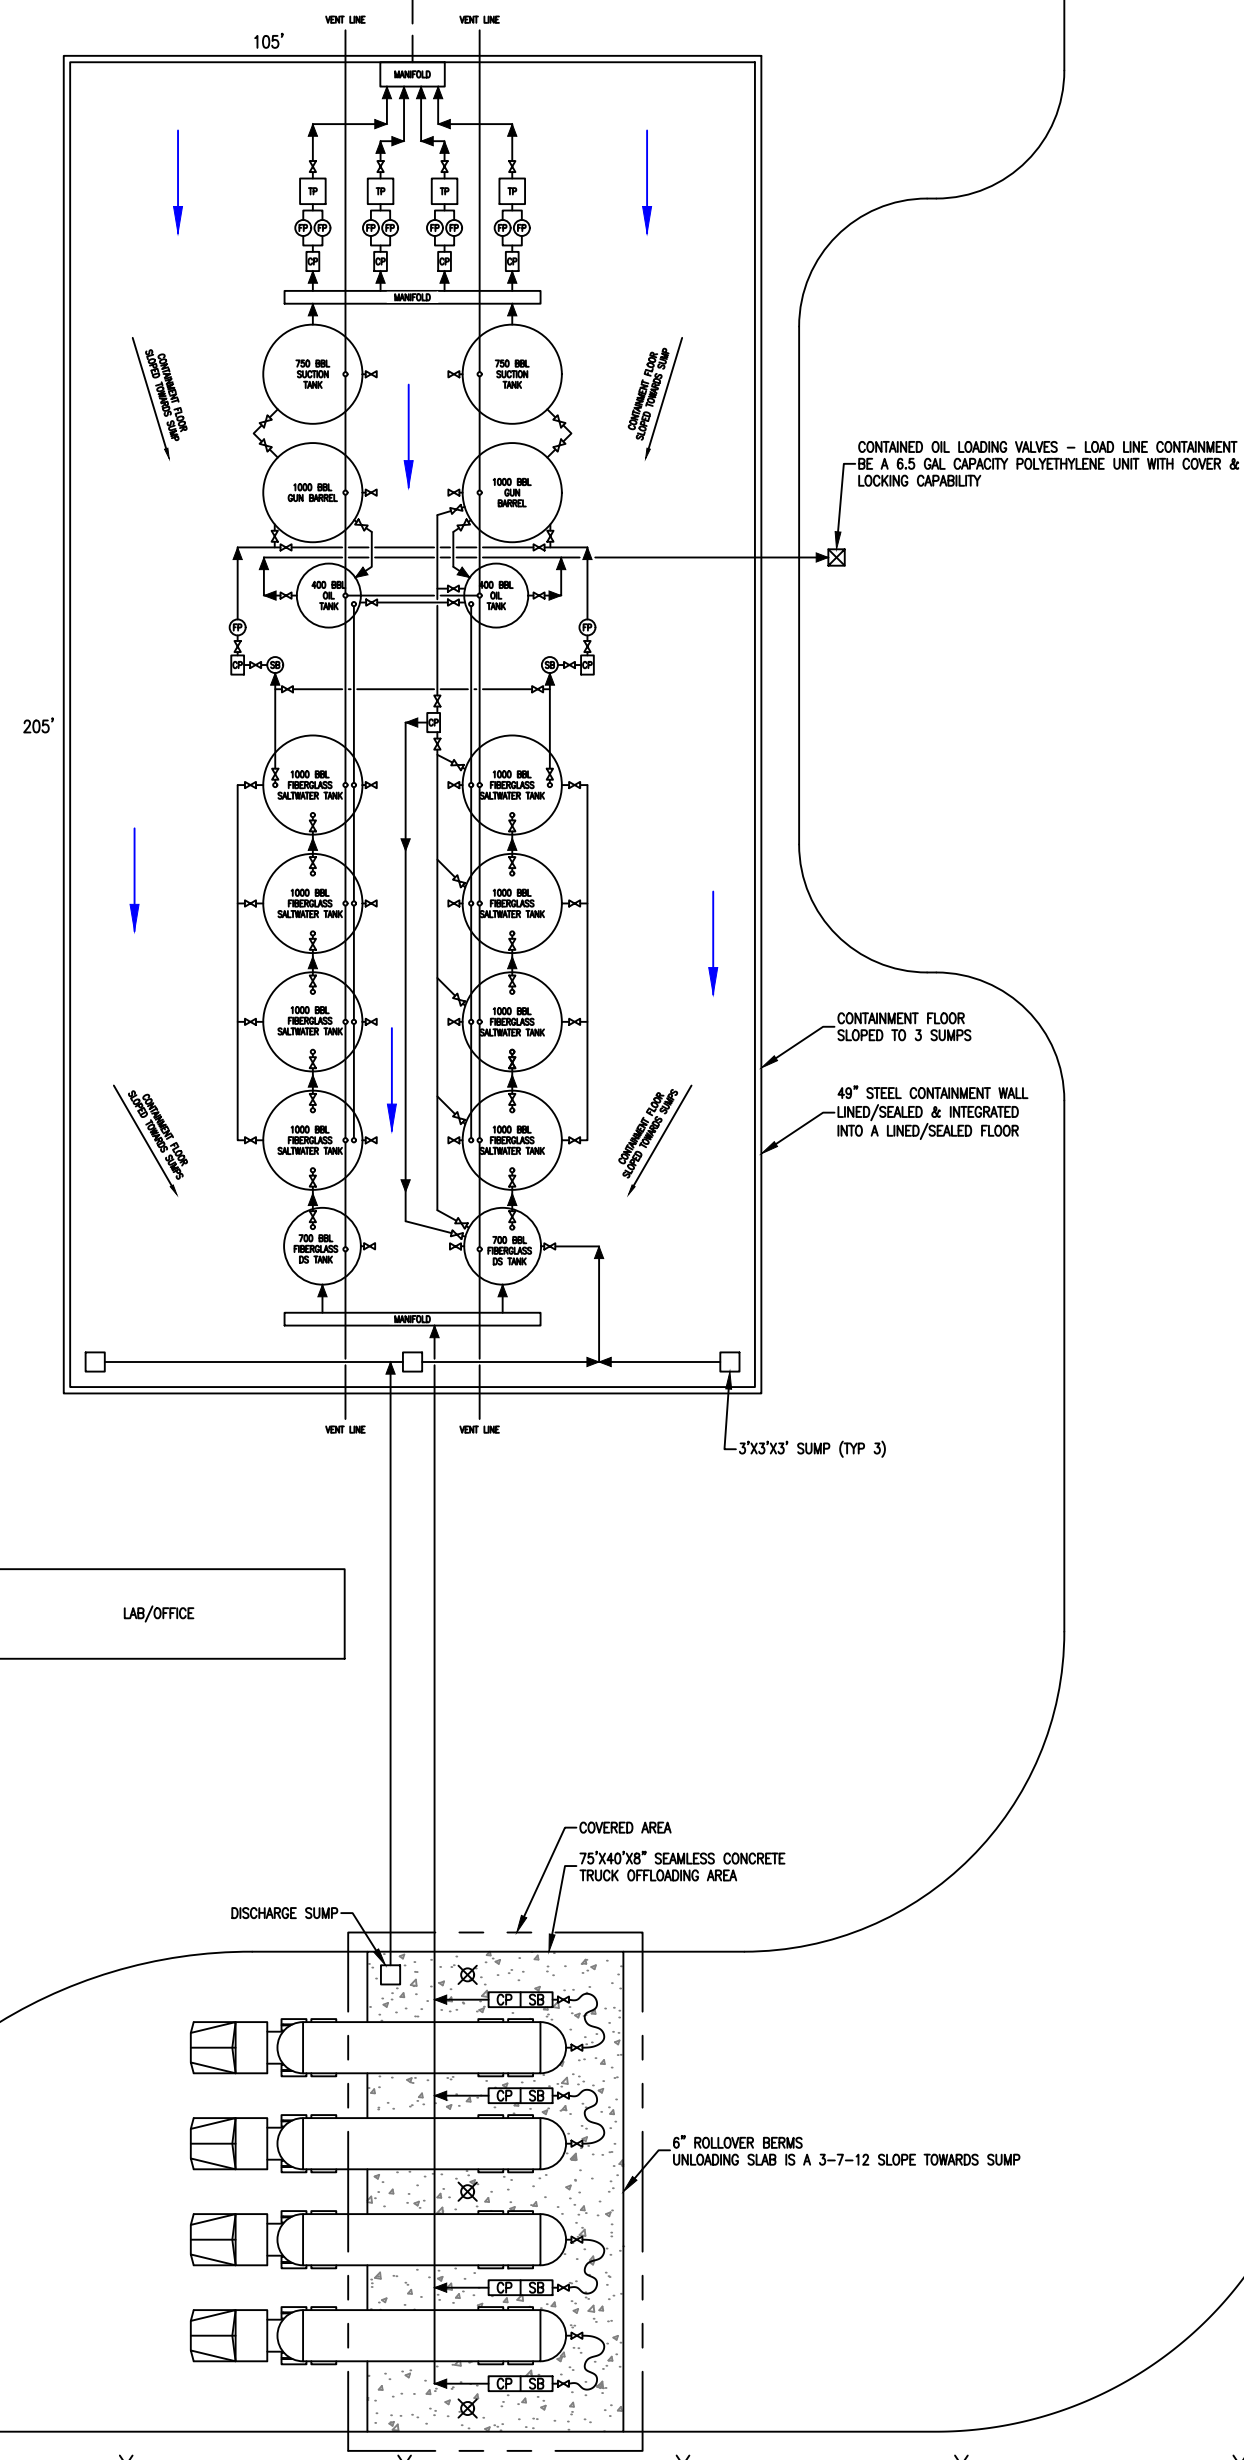 VENT LINE
VENT LINE
105'
MANIFOLD
TP
TP
TP
TP
FP
FP
FP
FP
FP
FP
FP
FP
CP
CP
CP
CP
MANIFOLD
750 BBL
SUCTION
TANK
750 BBL
SUCTION
TANK
CONTAINMENT FLOOR
SLOPED TOWARDS SUMP
CONTAINMENT FLOOR
SLOPED TOWARDS SUMP
1000 BBL
GUN BARREL
1000 BBL
GUN
BARREL
CONTAINED OIL LOADING VALVES – LOAD LINE CONTAINMENT
BE A 6.5 GAL CAPACITY POLYETHYLENE UNIT WITH COVER &
LOCKING CAPABILITY
400 BBL
OIL
TANK
400 BBL
OIL
TANK
FP
FP
CP
SB
SB
CP
205'
CP
1000 BBL
FIBERGLASS
SALTWATER TANK
1000 BBL
FIBERGLASS
SALTWATER TANK
1000 BBL
FIBERGLASS
SALTWATER TANK
1000 BBL
FIBERGLASS
SALTWATER TANK
1000 BBL
FIBERGLASS
SALTWATER TANK
1000 BBL
FIBERGLASS
SALTWATER TANK
CONTAINMENT FLOOR
SLOPED TO 3 SUMPS
49" STEEL CONTAINMENT WALL
LINED/SEALED & INTEGRATED
INTO A LINED/SEALED FLOOR
CONTAINMENT FLOOR
SLOPED TOWARDS SUMPS
1000 BBL
FIBERGLASS
SALTWATER TANK
1000 BBL
FIBERGLASS
SALTWATER TANK
CONTAINMENT FLOOR
SLOPED TOWARDS SUMPS
700 BBL
FIBERGLASS
DS TANK
700 BBL
FIBERGLASS
DS TANK
MANIFOLD
VENT LINE
VENT LINE
3'X3'X3' SUMP (TYP 3)
LAB/OFFICE
COVERED AREA
75'X40'X8" SEAMLESS CONCRETE
TRUCK OFFLOADING AREA
DISCHARGE SUMP
CP SB
CP SB
6" ROLLOVER BERMS
UNLOADING SLAB IS A 3-7-12 SLOPE TOWARDS SUMP
CP SB
CP SB